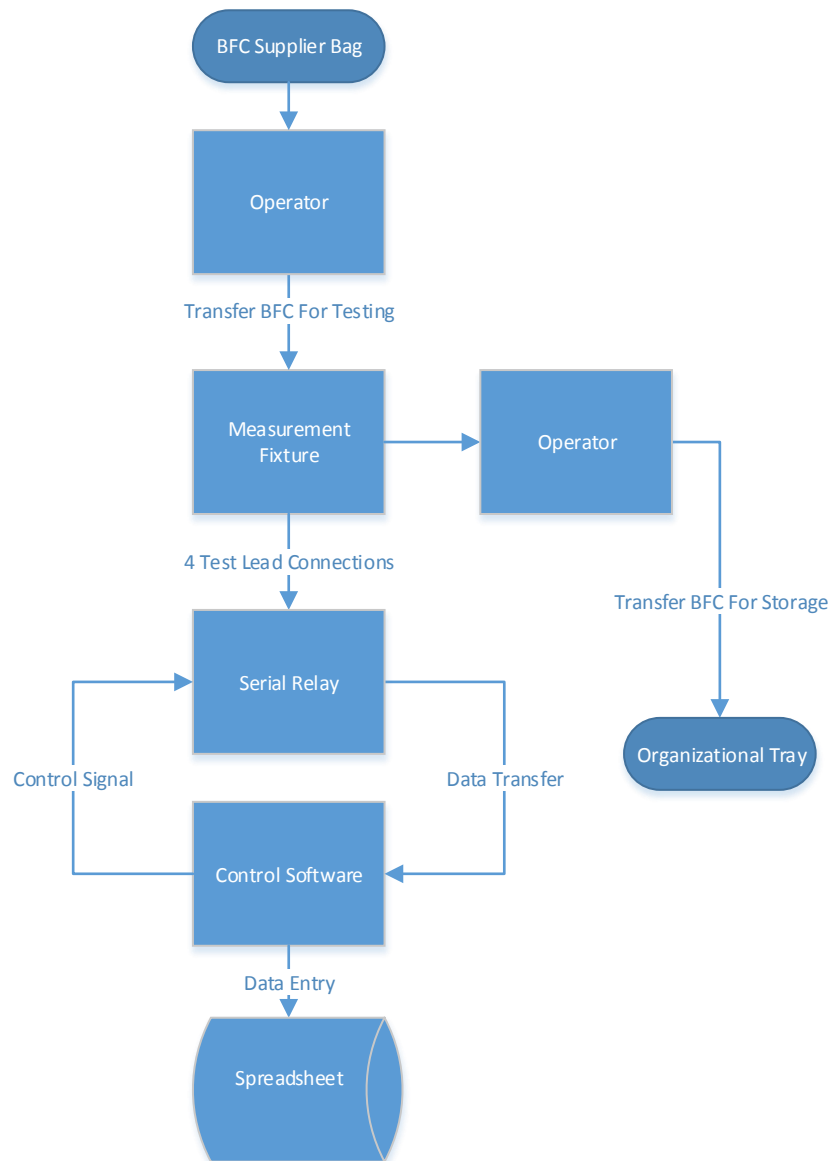 BFC Supplier Bag
Operator
Transfer BFC For Testing
Measurement
Fixture
Operator
4 Test Lead Connections
Transfer BFC For Storage
Serial Relay
Organizational Tray
Control Signal
Data Transfer
Control Software
Data Entry
Spreadsheet